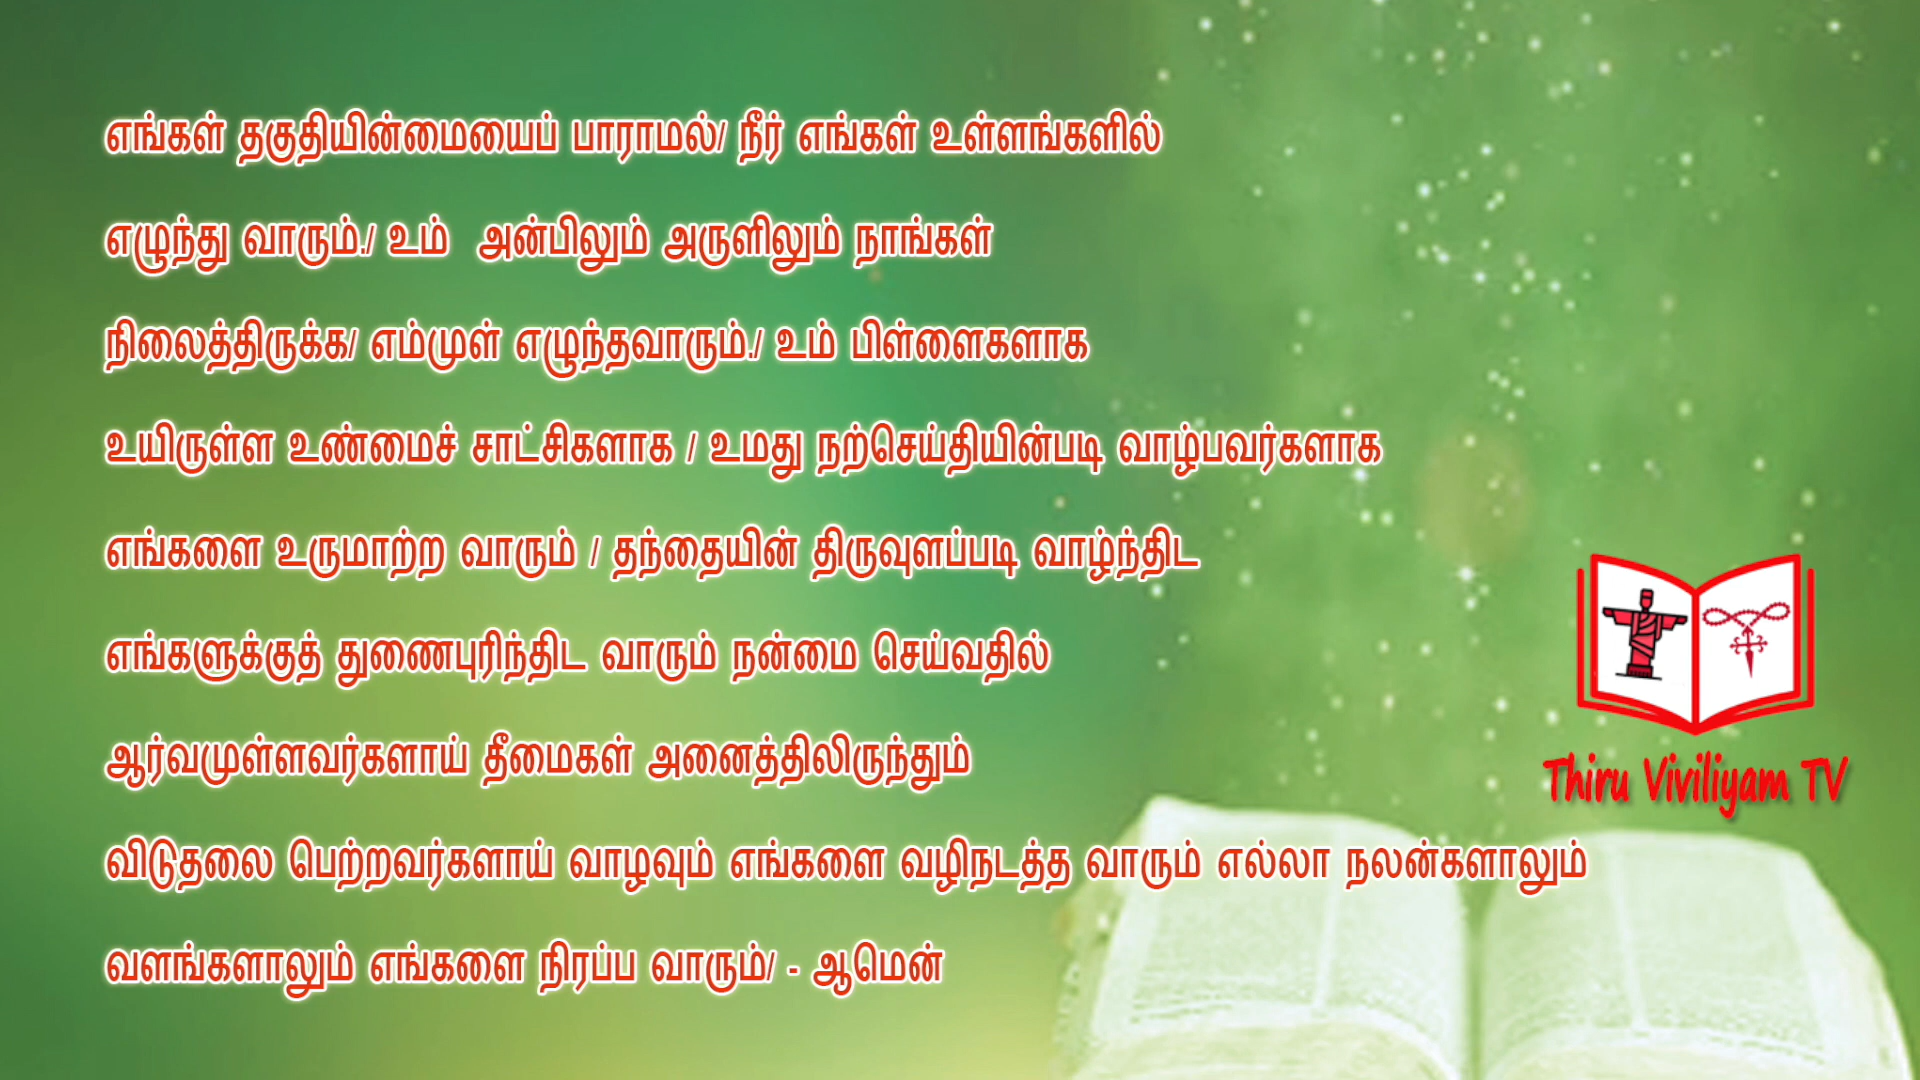 எங்கள் தகுதியின்மையைப் பாராமல்/ நீர் எங்கள் உள்ளங்களில்
எழுந்து வாரும்./ உம் அன்பிலும் அருளிலும் நாங்கள்
நிலைத்திருக்க/ எம்முள் எழுந்தவாரும்./ உம் பிள்ளைகளாக
உயிருள்ள உண்மைச் சாட்சிகளாக / உமது நற்செய்தியின்படி வாழ்பவர்களாக
எங்களை உருமாற்ற வாரும் / தந்தையின் திருவுளப்படி வாழ்ந்திட
எங்களுக்குத் துணைபுரிந்திட வாரும் நன்மை செய்வதில்
ஆர்வமுள்ளவர்களாய் தீமைகள் அனைத்திலிருந்தும்
விடுதலை பெற்றவர்களாய் வாழவும் எங்களை வழிநடத்த வாரும் எல்லா நலன்களாலும்
வளங்களாலும் எங்களை நிரப்ப வாரும்/ - ஆமென்
Thiru Viviliyam TV